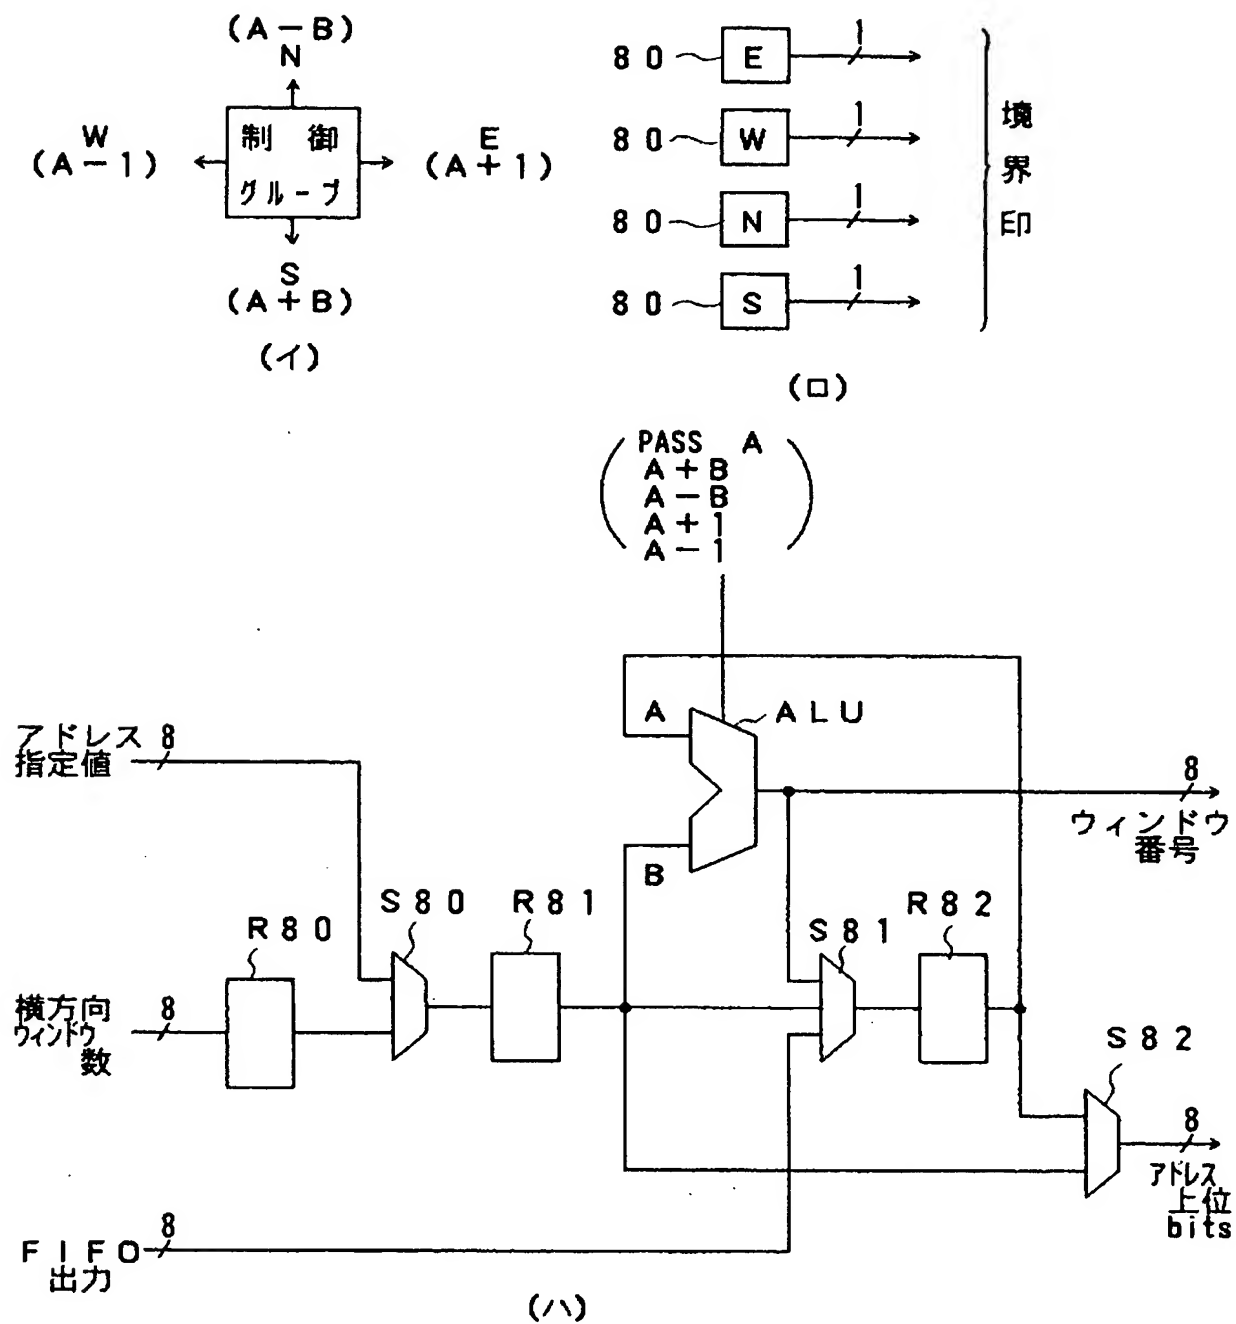 (A−B)
N
W
(A−1)
制御
グループ
E
(A+1)
S
(A+B)
(イ)
80 E 1
80 W 1
80 N 1
80 S 1
境界印
(ロ)
PASS A
A+B
A−B
A+1
A−1
A
ALU
B
アドレス 8
指定値
8
ウィンドウ
番号
S80
R81
R80
S81
R82
横方向 8
ウィンドウ
数
S82
8
アドレス
上位
bits
FIFO 8
出力
(ハ)